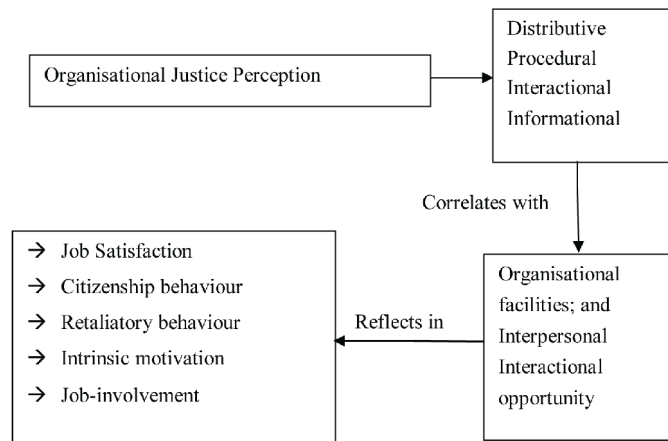 Organisational Justice Perception
Distributive
Procedural
Interactional
Informational
Correlates with
Organisational
facilities; and
Interpersonal
Interactional
opportunity
Reflects in
→ Job Satisfaction
→ Citizenship behaviour
→ Retaliatory behaviour
→ Intrinsic motivation
→ Job-involvement